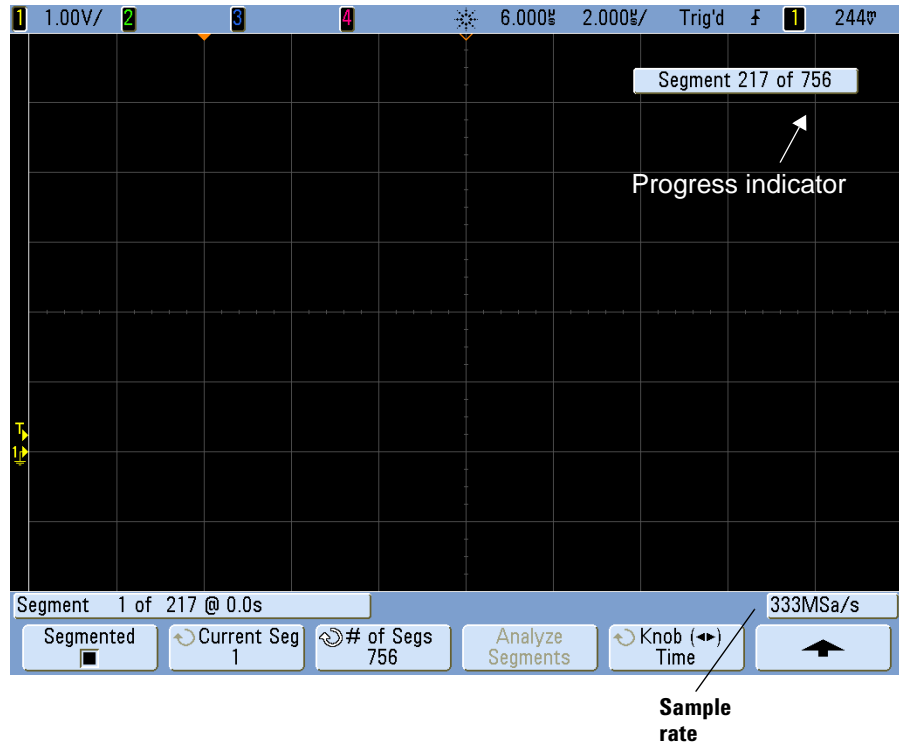 1 1.00V/ 2 3 4 6.000µs 2.000µs/ Trig'd 1 244m
Segment 217 of 756
Progress indicator
T
1
Segment 1 of 217 @ 0.0s 333MSa/s
Segmented Current Seg # of Segs Analyze Knob (◂▸)
1 756 Segments Time
Sample
rate